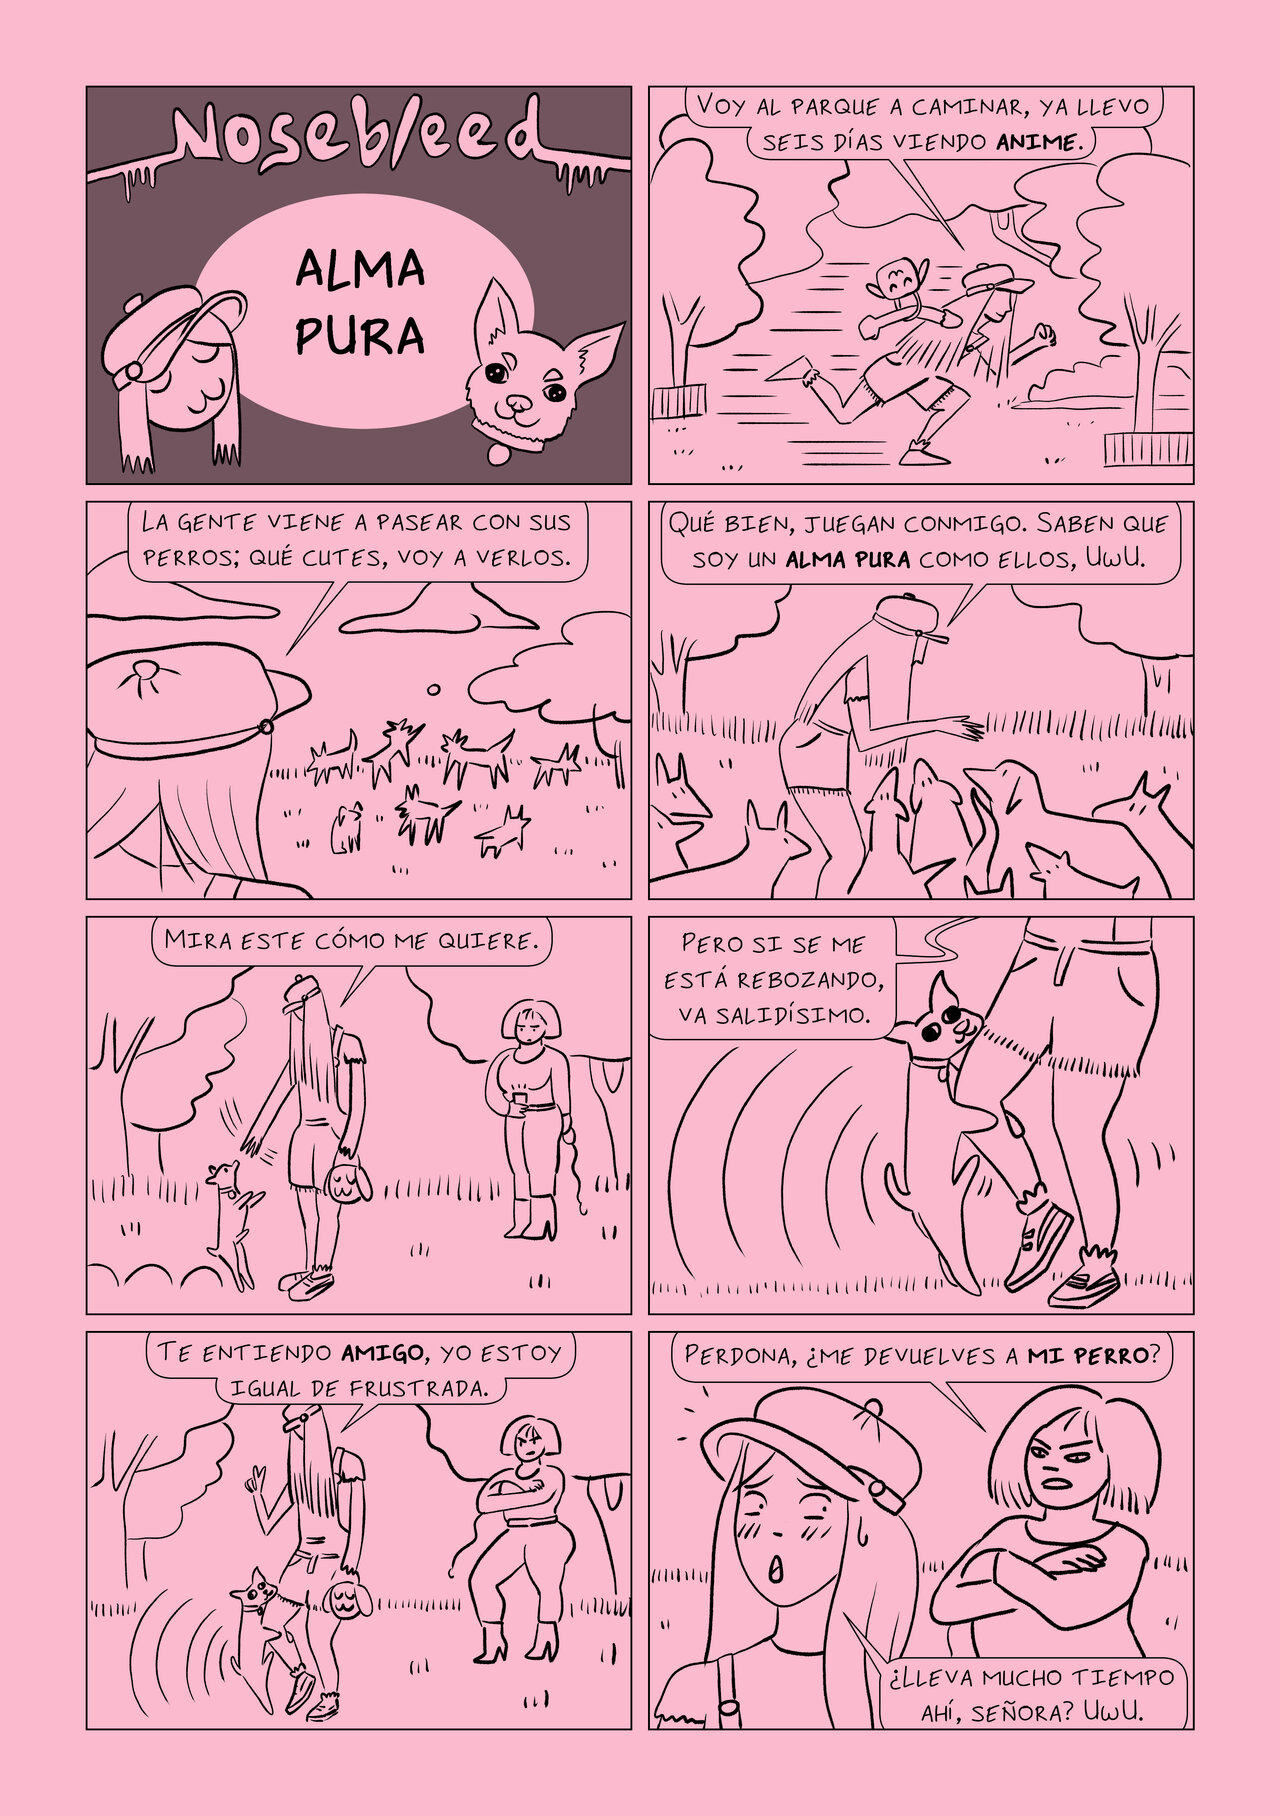 Nosebleed
ALMA
PURA
VOY AL PARQUE A CAMINAR, YA LLEVO
SEIS DÍAS VIENDO ANIME.
LA GENTE VIENE A PASEAR CON SUS
PERROS; QUÉ CUTES, VOY A VERLOS.
QUÉ BIEN, JUEGAN CONMIGO. SABEN QUE
SOY UN ALMA PURA COMO ELLOS, UwU.
MIRA ESTE CÓMO ME QUIERE.
PERO SI SE ME
ESTÁ REBOZANDO,
VA SALIDÍSIMO.
TE ENTIENDO AMIGO, YO ESTOY
IGUAL DE FRUSTRADA.
PERDONA, ¿ME DEVUELVES A MI PERRO?
¿LLEVA MUCHO TIEMPO
AHÍ, SEÑORA? UwU.